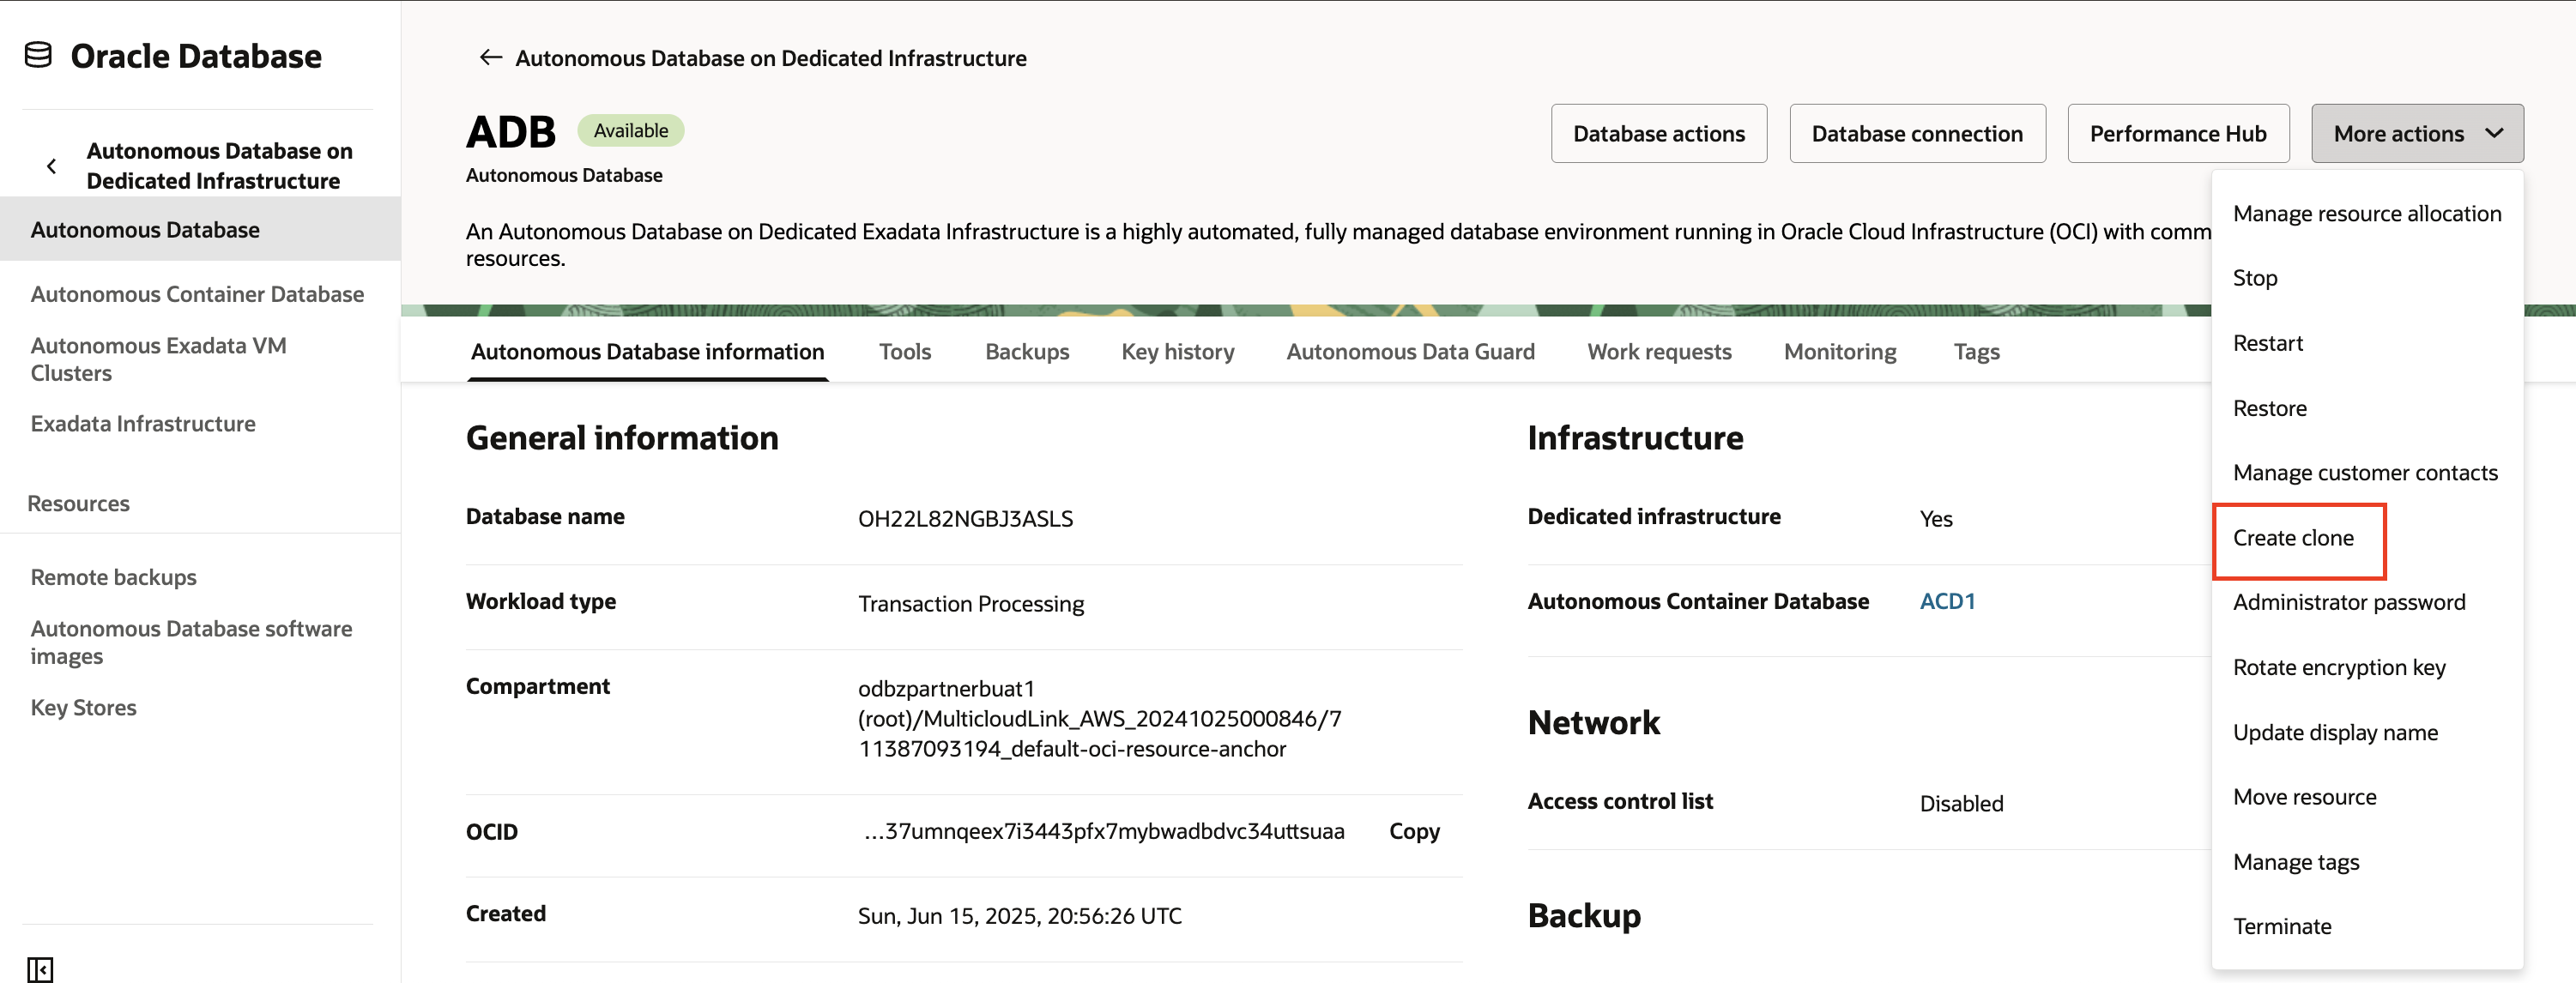 Oracle Database
Autonomous Database on
Dedicated Infrastructure
Autonomous Database
Autonomous Container Database
Autonomous Exadata VM
Clusters
Exadata Infrastructure
Resources
Remote backups
Autonomous Database software
images
Key Stores
Autonomous Database on Dedicated Infrastructure
ADB Available
Autonomous Database
Database actions
Database connection
Performance Hub
More actions
An Autonomous Database on Dedicated Exadata Infrastructure is a highly automated, fully managed database environment running in Oracle Cloud Infrastructure (OCI) with comm
resources.
Manage resource allocation
Stop
Restart
Restore
Manage customer contacts
Create clone
Administrator password
Rotate encryption key
Update display name
Move resource
Manage tags
Terminate
Autonomous Database information Tools Backups Key history Autonomous Data Guard Work requests Monitoring Tags
General information
Database name OH22L82NGBJ3ASLS
Workload type Transaction Processing
Compartment odbzpartnerbuat1
(root)/MulticloudLink_AWS_20241025000846/7
11387093194_default-oci-resource-anchor
OCID ...37umnqeex7i3443pfx7mybwadbdvc34uttsuaa Copy
Created Sun, Jun 15, 2025, 20:56:26 UTC
Infrastructure
Dedicated infrastructure Yes
Autonomous Container Database ACD1
Network
Access control list Disabled
Backup